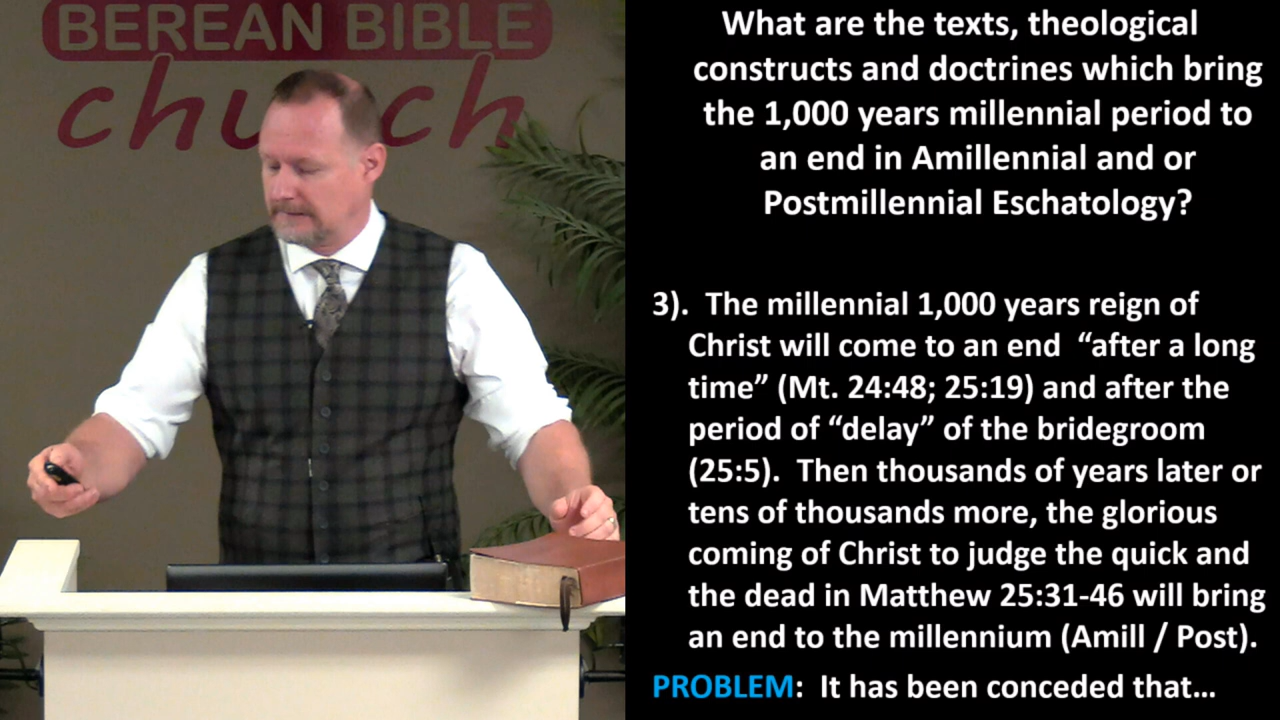 BEREAN BIBLE
church
What are the texts, theological
constructs and doctrines which bring
the 1,000 years millennial period to
an end in Amillennial and or
Postmillennial Eschatology?
3). The millennial 1,000 years reign of
Christ will come to an end “after a long
time” (Mt. 24:48; 25:19) and after the
period of “delay” of the bridegroom
(25:5). Then thousands of years later or
tens of thousands more, the glorious
coming of Christ to judge the quick and
the dead in Matthew 25:31-46 will bring
an end to the millennium (Amill / Post).
PROBLEM: It has been conceded that…